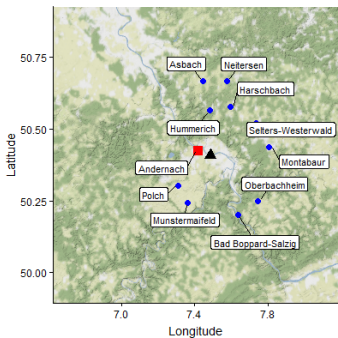 50.75
50.50
50.25
50.00
Latitude
Asbach
Neitersen
Harschbach
Hummerich
Selters-Westerwald
Andernach
Montabaur
Polch
Oberbachheim
Munstermaifeld
Bad Boppard-Salzig
7.0
7.4
7.8
Longitude